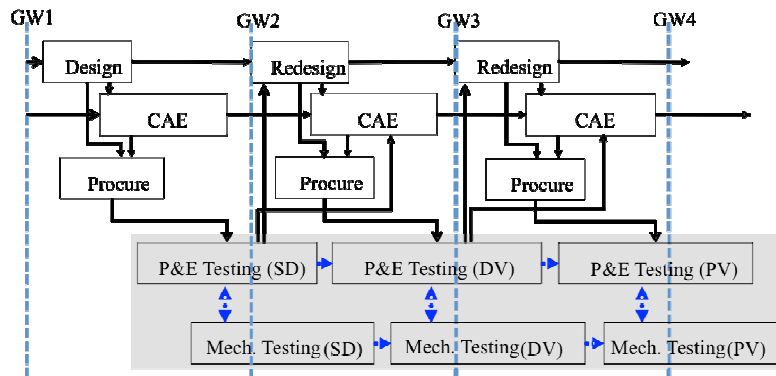 GW1 GW2 GW3 GW4
Design Redesign Redesign
CAE CAE CAE
Procure Procure Procure
P&E Testing (SD) P&E Testing (DV) P&E Testing (PV)
Mech. Testing(SD) Mech. Testing(DV) Mech. Testing(PV)